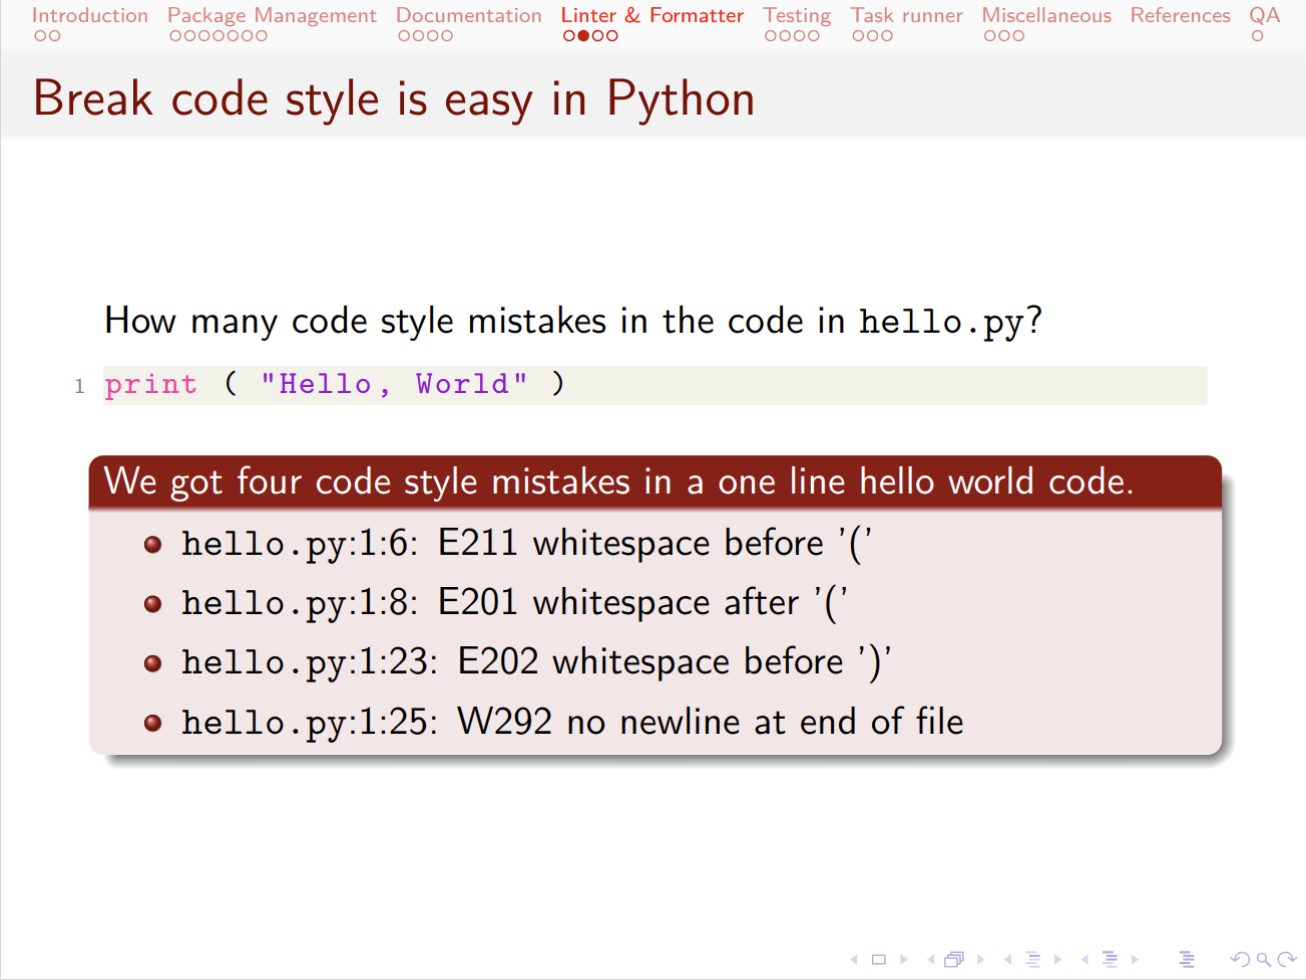 Introduction Package Management Documentation Linter & Formatter Testing Task runner Miscellaneous References QA
Break code style is easy in Python
How many code style mistakes in the code in hello.py?
1 print ( "Hello, World" )
We got four code style mistakes in a one line hello world code.
hello.py:1:6: E211 whitespace before '('
hello.py:1:8: E201 whitespace after '('
hello.py:1:23: E202 whitespace before ')'
hello.py:1:25: W292 no newline at end of file